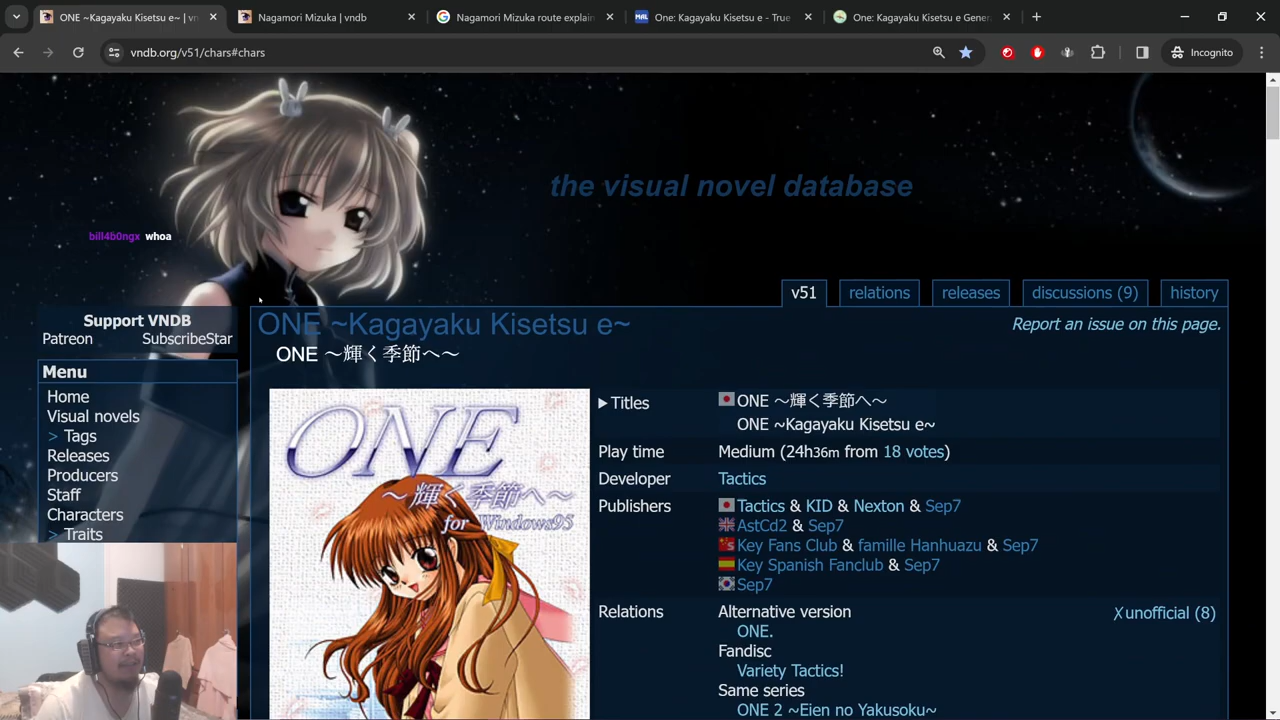 ONE ~Kagayaku Kisetsu e~ | vn
Nagamori Mizuka | vndb
Nagamori Mizuka route explain
One: Kagayaku Kisetsu e - True
One: Kagayaku Kisetsu e Gener
vndb.org/v51/chars#chars
Incognito
the visual novel database
bill4b0ngx whoa
v51
relations
releases
discussions (9)
history
Support VNDB
Patreon
SubscribeStar
Menu
Home
Visual novels
> Tags
Releases
Producers
Staff
Characters
> Traits
ONE ~Kagayaku Kisetsu e~
Report an issue on this page.
ONE ～輝く季節へ～
ONE
～輝く季節へ～
for Windows95
Titles
ONE ～輝く季節へ～
ONE ~Kagayaku Kisetsu e~
Play time
Medium (24h36m from 18 votes)
Developer
Tactics
Publishers
Tactics & KID & Nexton & Sep7
AstCd2 & Sep7
Key Fans Club & famille Hanhuazu & Sep7
Key Spanish Fanclub & Sep7
Sep7
Relations
Alternative version
X unofficial (8)
ONE.
Fandisc
Variety Tactics!
Same series
ONE 2 ~Eien no Yakusoku~